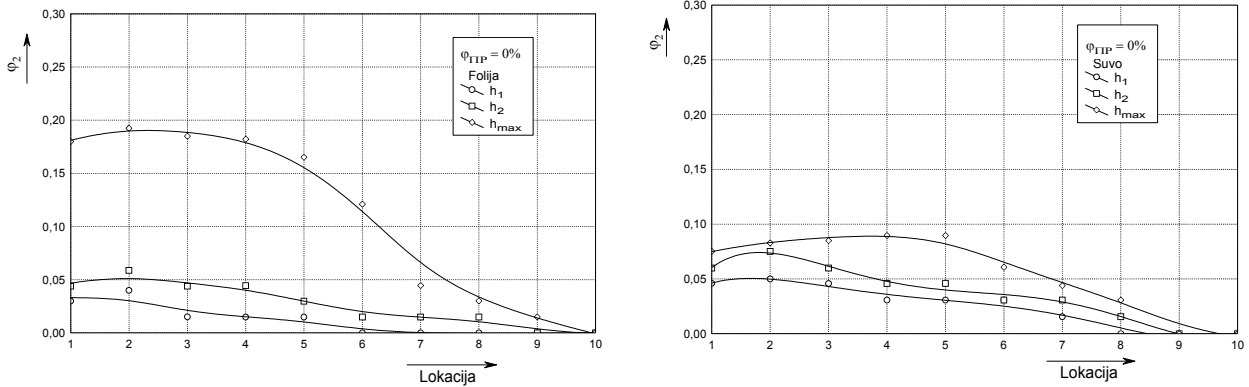 0,30
0,25
0,20
0,15
0,10
0,05
0,00
φ2
φПР = 0%
Folija
h1
h2
hmax
1 2 3 4 5 6 7 8 9 10
Lokacija
0,30
0,25
0,20
0,15
0,10
0,05
0,00
φ2
φПР = 0%
Suvo
h1
h2
hmax
1 2 3 4 5 6 7 8 9 10
Lokacija